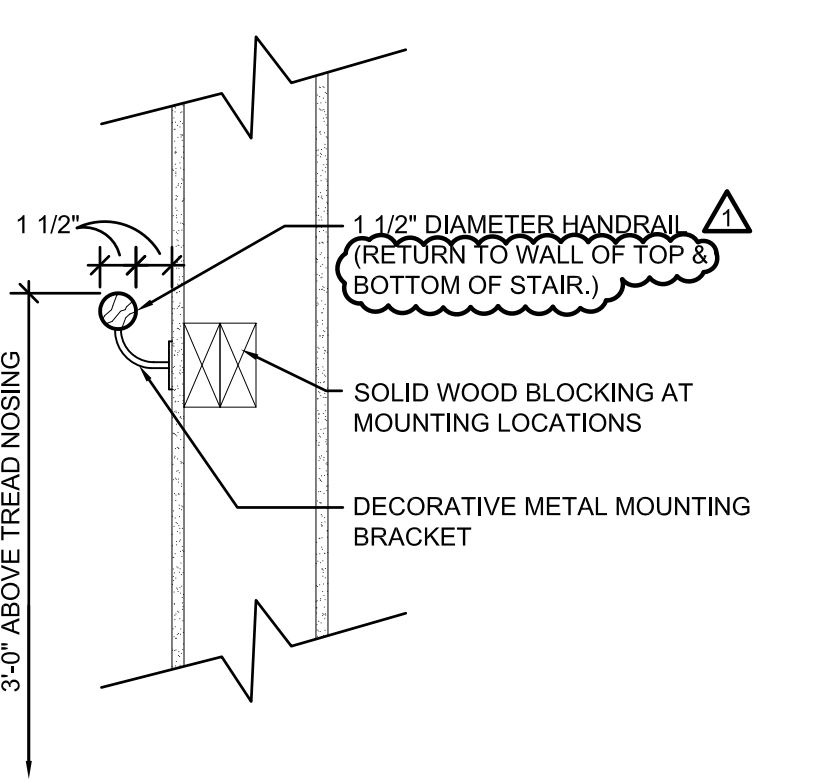 1 1/2"
1 1/2" DIAMETER HANDRAIL
1
(RETURN TO WALL OF TOP &
BOTTOM OF STAIR.)
SOLID WOOD BLOCKING AT
MOUNTING LOCATIONS
DECORATIVE METAL MOUNTING
BRACKET
3'-0" ABOVE TREAD NOSING